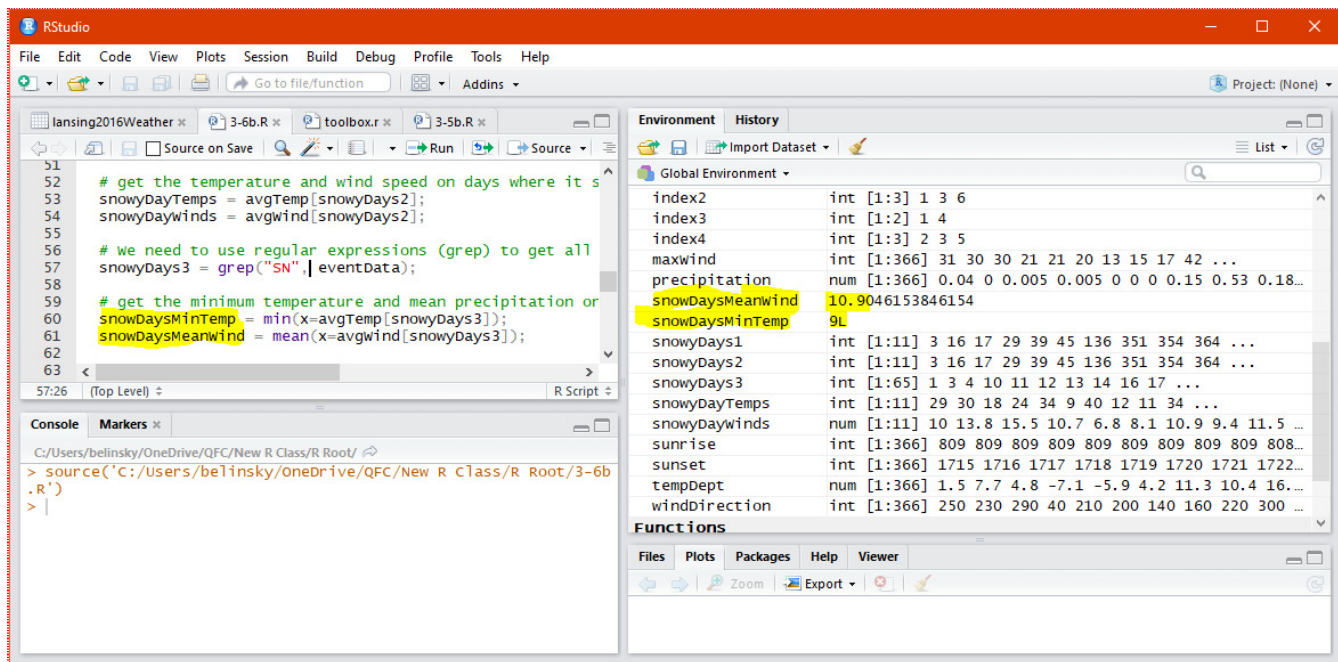 RStudio
File Edit Code View Plots Session Build Debug Profile Tools Help
Go to file/function Addins Project: (None)
lansing2016Weather 3-6b.R toolbox.r 3-5b.R
Source on Save Run Source
51
52 # get the temperature and wind speed on days where it s
53 snowyDayTemps = avgTemp[snowyDays2];
54 snowyDayWinds = avgWind[snowyDays2];
55
56 # We need to use regular expressions (grep) to get all
57 snowyDays3 = grep("SN", eventData);
58
59 # get the minimum temperature and mean precipitation on
60 snowDaysMinTemp = min(x=avgTemp[snowyDays3]);
61 snowDaysMeanWind = mean(x=avgWind[snowyDays3]);
62
63
57:26 (Top Level) R Script
Console Markers
C:/Users/belinsky/OneDrive/QFC/New R Class/R Root/
> source('C:/Users/belinsky/OneDrive/QFC/New R Class/R Root/3-6b
.R')
>
Environment History
Import Dataset List
Global Environment
index2 int [1:3] 1 3 6
index3 int [1:2] 1 4
index4 int [1:3] 2 3 5
maxWind int [1:366] 31 30 30 21 21 20 13 15 17 42 ...
precipitation num [1:366] 0.04 0 0.005 0.005 0 0 0 0.15 0.53 0.18...
snowDaysMeanWind 10.9046153846154
snowDaysMinTemp 9L
snowyDays1 int [1:11] 3 16 17 29 39 45 136 351 354 364 ...
snowyDays2 int [1:11] 3 16 17 29 39 45 136 351 354 364 ...
snowyDays3 int [1:65] 1 3 4 10 11 12 13 14 16 17 ...
snowyDayTemps int [1:11] 29 30 18 24 34 9 40 12 11 34 ...
snowyDayWinds num [1:11] 10 13.8 15.5 10.7 6.8 8.1 10.9 9.4 11.5 ...
sunrise int [1:366] 809 809 809 809 809 809 809 809 809 808...
sunset int [1:366] 1715 1716 1717 1718 1719 1720 1721 1722...
tempDept num [1:366] 1.5 7.7 4.8 -7.1 -5.9 4.2 11.3 10.4 16....
windDirection int [1:366] 250 230 290 40 210 200 140 160 220 300 ...
Functions
Files Plots Packages Help Viewer
Zoom Export